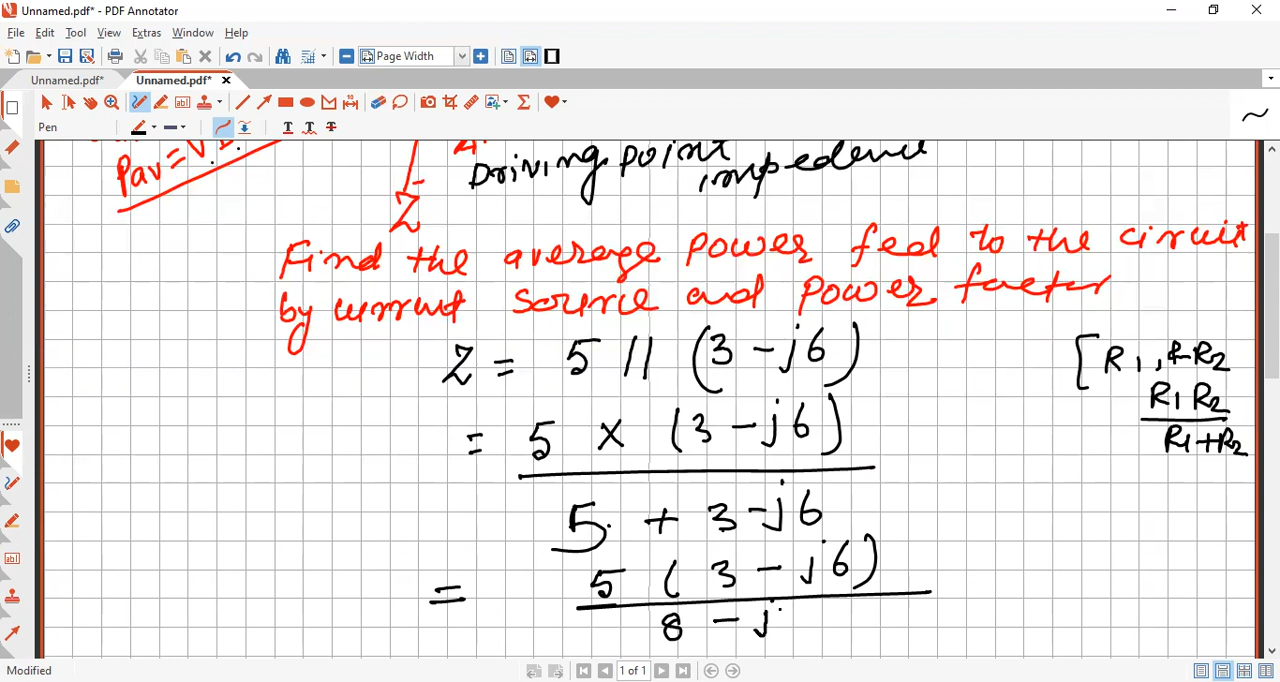 Unnamed.pdf* - PDF Annotator
File Edit Tool View Extras Window Help
Page Width
Unnamed.pdf* Unnamed.pdf*
Pen
Pav = V.I
Driving point
impedence
Z
Find the average power fed to the circuit
by current source and power factor
Z = 5 || (3 - j6)
[R1, & R2
R1 R2
R1 + R2
= 5 × (3 - j6)
5 + 3 - j6
= 5 ( 3 - j6)
8 - j
Modified
1 of 1